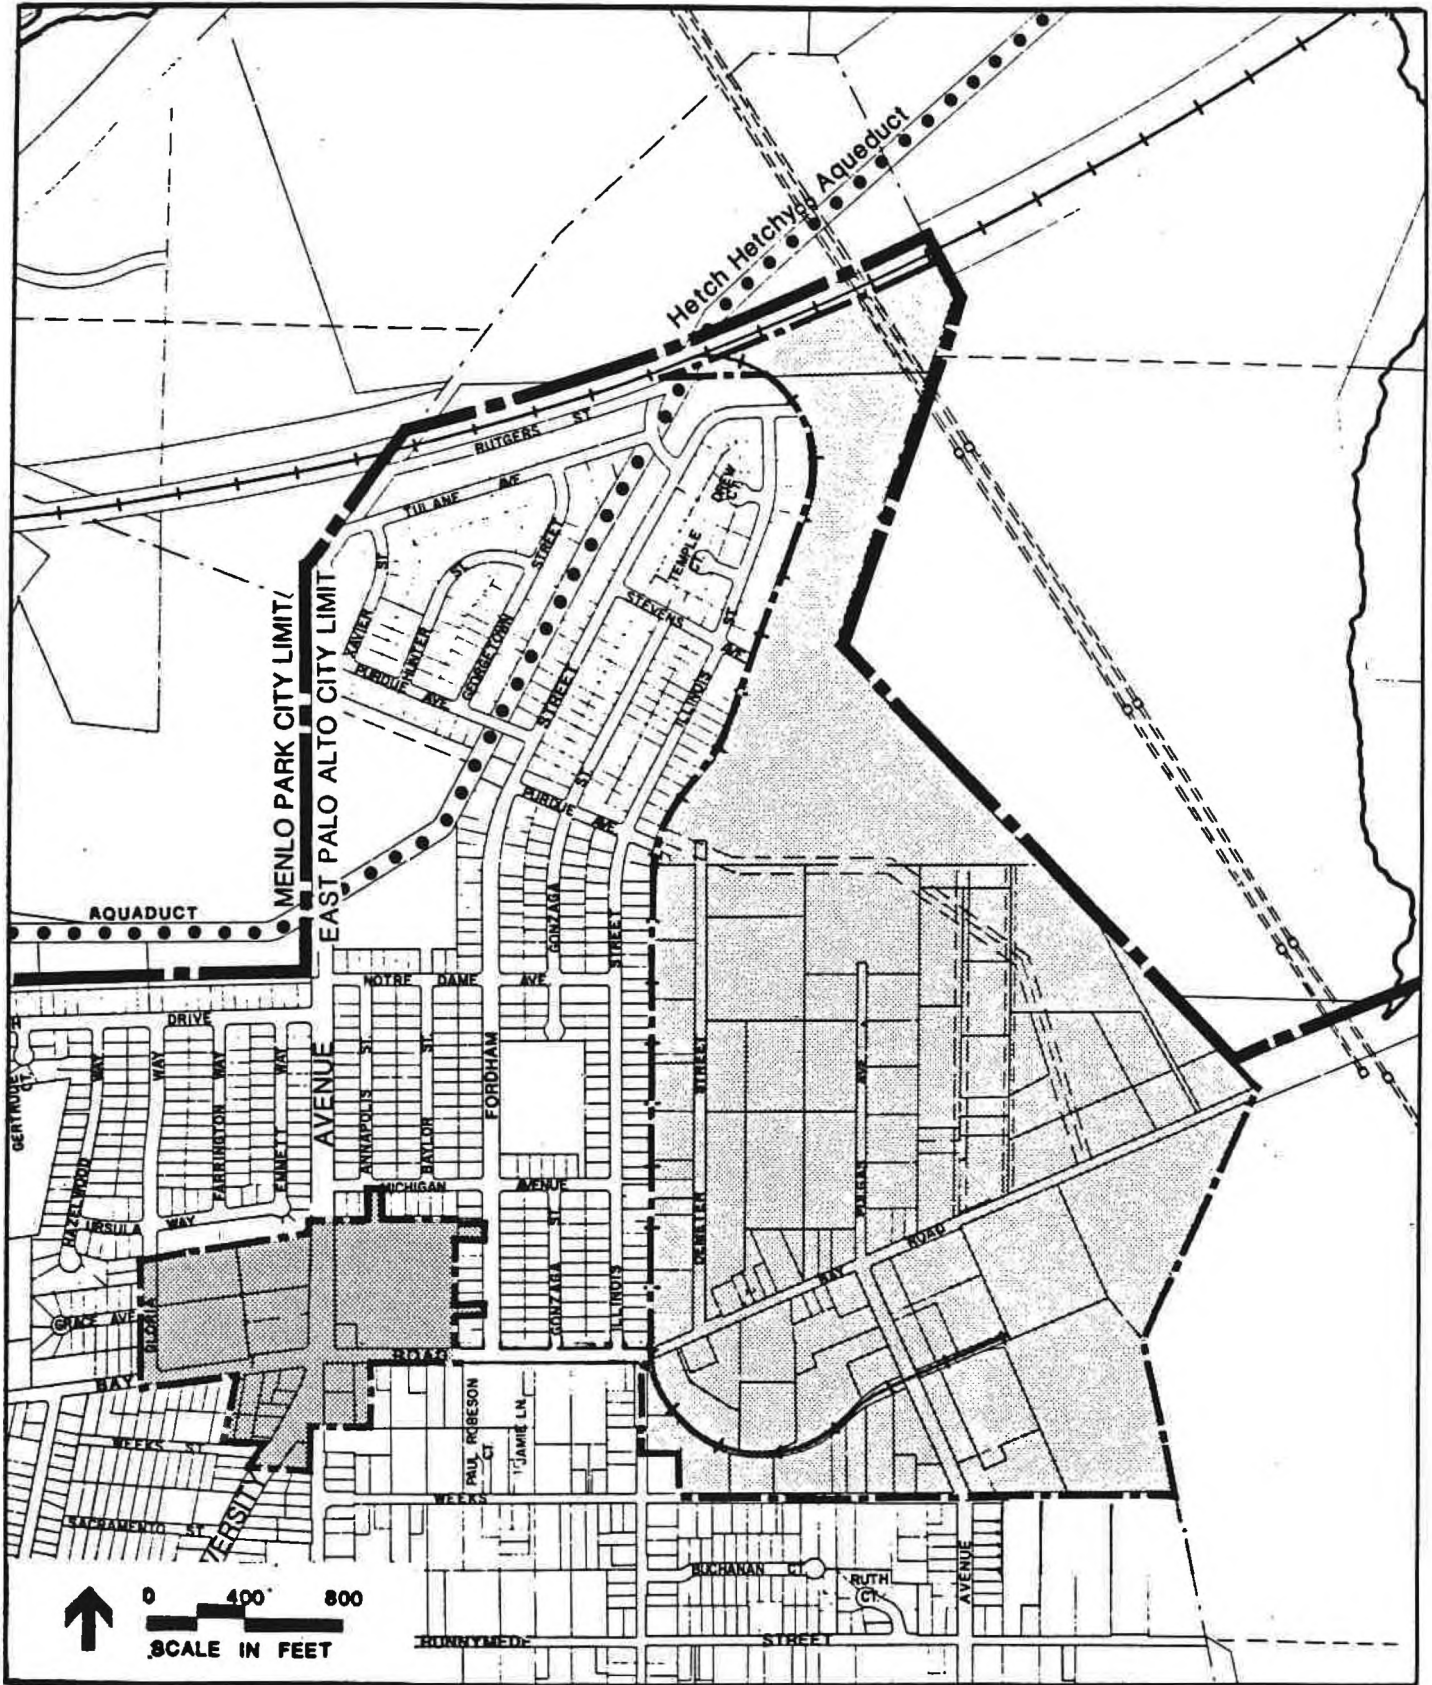 Hetch Hetchy Aqueduct
RUTGERS ST
TULANE AVE
DREW CT.
TEMPLE CT.
STREET
ST
ST.
XAVIER
HUNTER
GEORGETOWN
PURDUE AVE
STEVENS AVE
ST
ILLINOIS
STREET
ST
PURDUE AVE
MENLO PARK CITY LIMIT
EAST PALO ALTO CITY LIMIT
AQUADUCT
GONZAGA
STREET
NOTRE DAME AVE
DRIVE
GERTRUDE CT.
WAY
WAY
WAY
WAY
AVENUE
ST.
ST.
FORDHAM
STREET
AVE
FARRINGTON
EMMETT
ANNAPOLIS
BAYLOR
MICHIGAN AVENUE
HAZELWOOD
URSULA WAY
ST
GONZAGA
ILLINOIS
DEMETER
PULGAS
BAY ROAD
GRACE AVE
GLORIA
BAY ROAD
PAUL ROBESON CT.
JAMIE LN.
WEEKS ST
WEEKS
SACRAMENTO ST
BUCHANAN CT
RUTH CT.
AVENUE
RUNNYMEDE STREET
0 400' 800
SCALE IN FEET